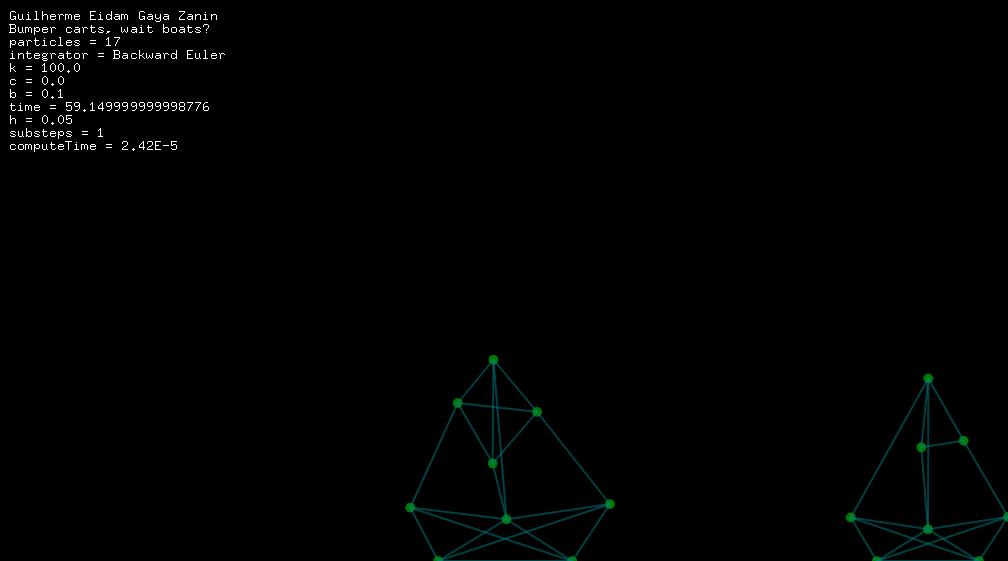 Guilherme Eidam Gaya Zanin
Bumper carts, wait boats?
particles = 17
integrator = Backward Euler
k = 100.0
c = 0.0
b = 0.1
time = 59.149999999998776
h = 0.05
substeps = 1
computeTime = 2.42E-5